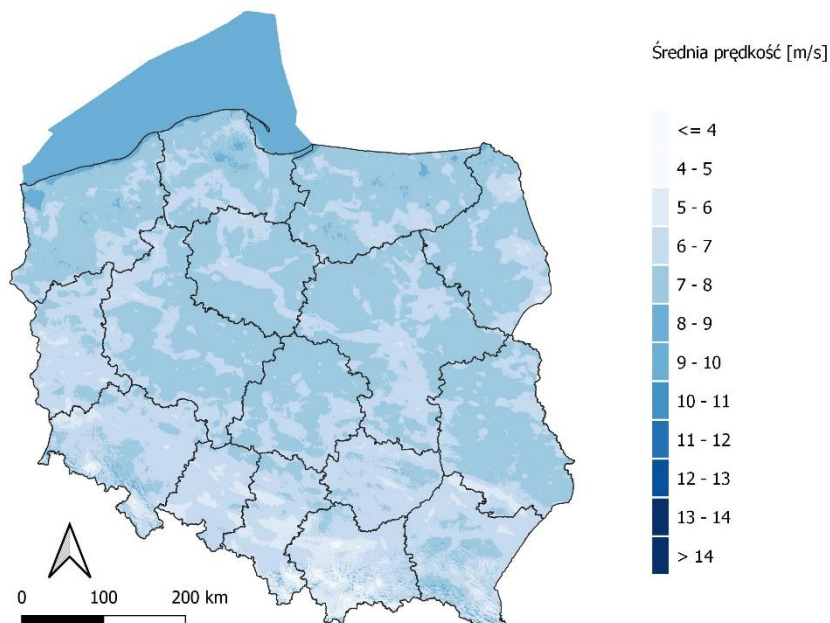 Średnia prędkość [m/s]
<= 4
4 - 5
5 - 6
6 - 7
7 - 8
8 - 9
9 - 10
10 - 11
11 - 12
12 - 13
13 - 14
> 14
0 100 200 km